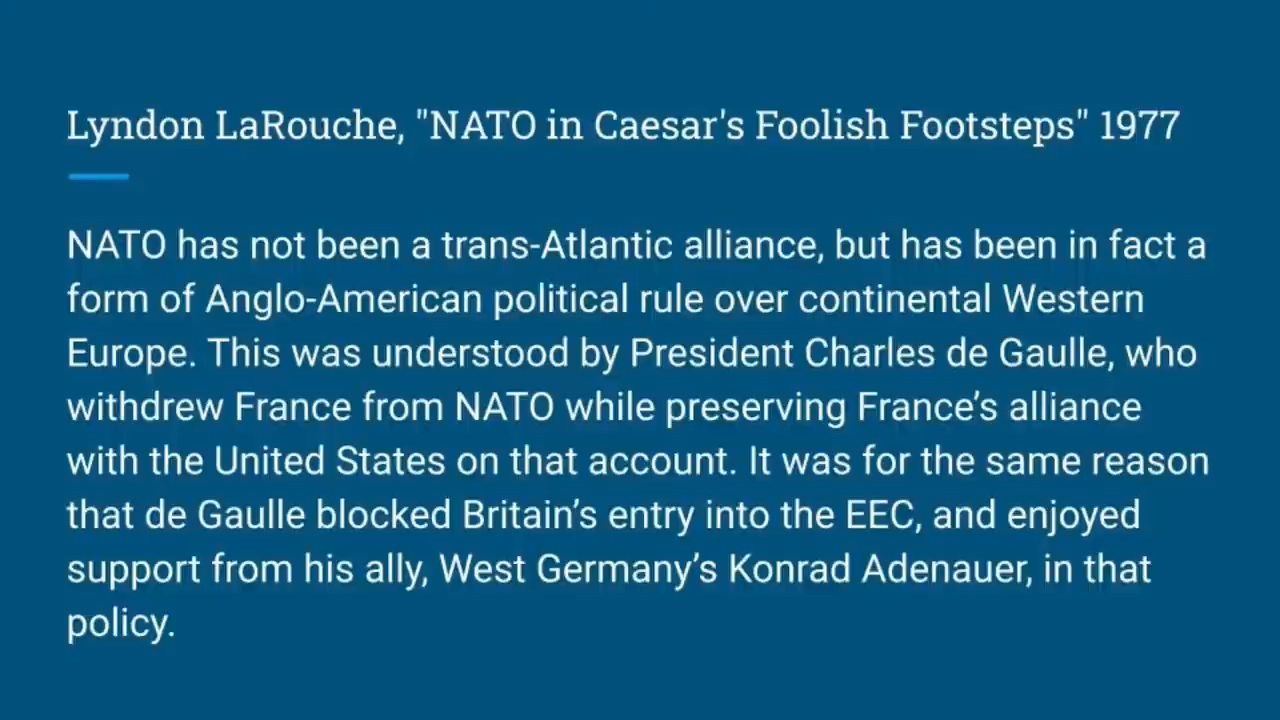 Lyndon LaRouche, "NATO in Caesar's Foolish Footsteps" 1977
NATO has not been a trans-Atlantic alliance, but has been in fact a
form of Anglo-American political rule over continental Western
Europe. This was understood by President Charles de Gaulle, who
withdrew France from NATO while preserving France’s alliance
with the United States on that account. It was for the same reason
that de Gaulle blocked Britain’s entry into the EEC, and enjoyed
support from his ally, West Germany’s Konrad Adenauer, in that
policy.